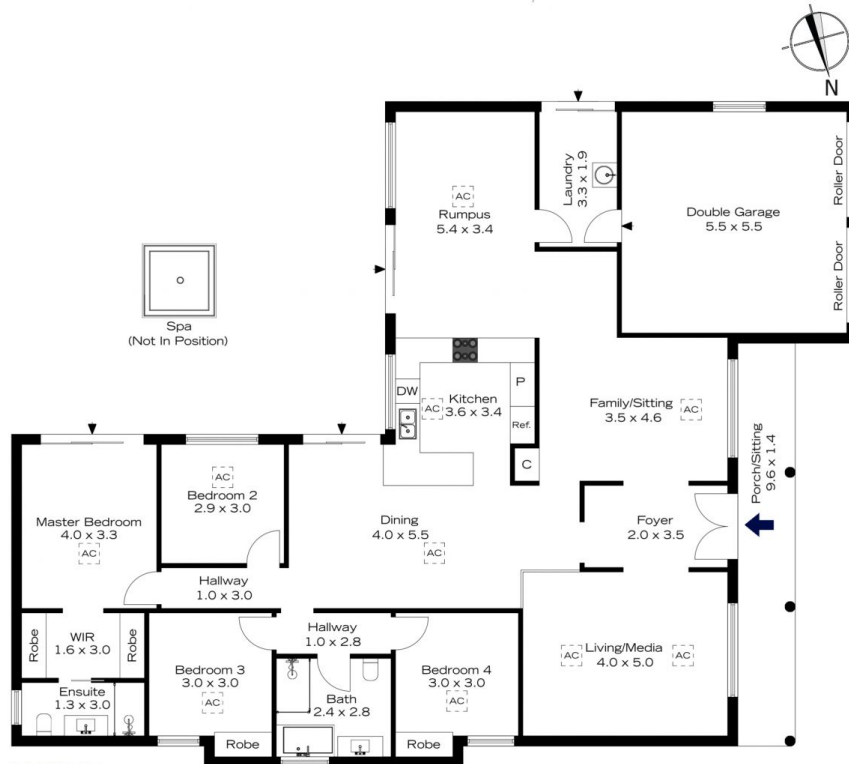 N
AC
Rumpus
5.4 x 3.4
Laundry
3.3 x 1.9
Double Garage
5.5 x 5.5
Roller Door
Roller Door
Spa
(Not In Position)
DW
AC
Kitchen
3.6 x 3.4
P
Ref.
C
Family/Sitting
3.5 x 4.6
AC
Porch/Sitting
9.6 x 1.4
AC
Bedroom 2
2.9 x 3.0
Master Bedroom
4.0 x 3.3
AC
Dining
4.0 x 5.5
AC
Foyer
2.0 x 3.5
Hallway
1.0 x 3.0
Hallway
1.0 x 2.8
Robe
WIR
1.6 x 3.0
Robe
Bedroom 3
3.0 x 3.0
AC
Bedroom 4
3.0 x 3.0
AC
AC
Living/Media
4.0 x 5.0
AC
Ensuite
1.3 x 3.0
Bath
2.4 x 2.8
Robe
Robe